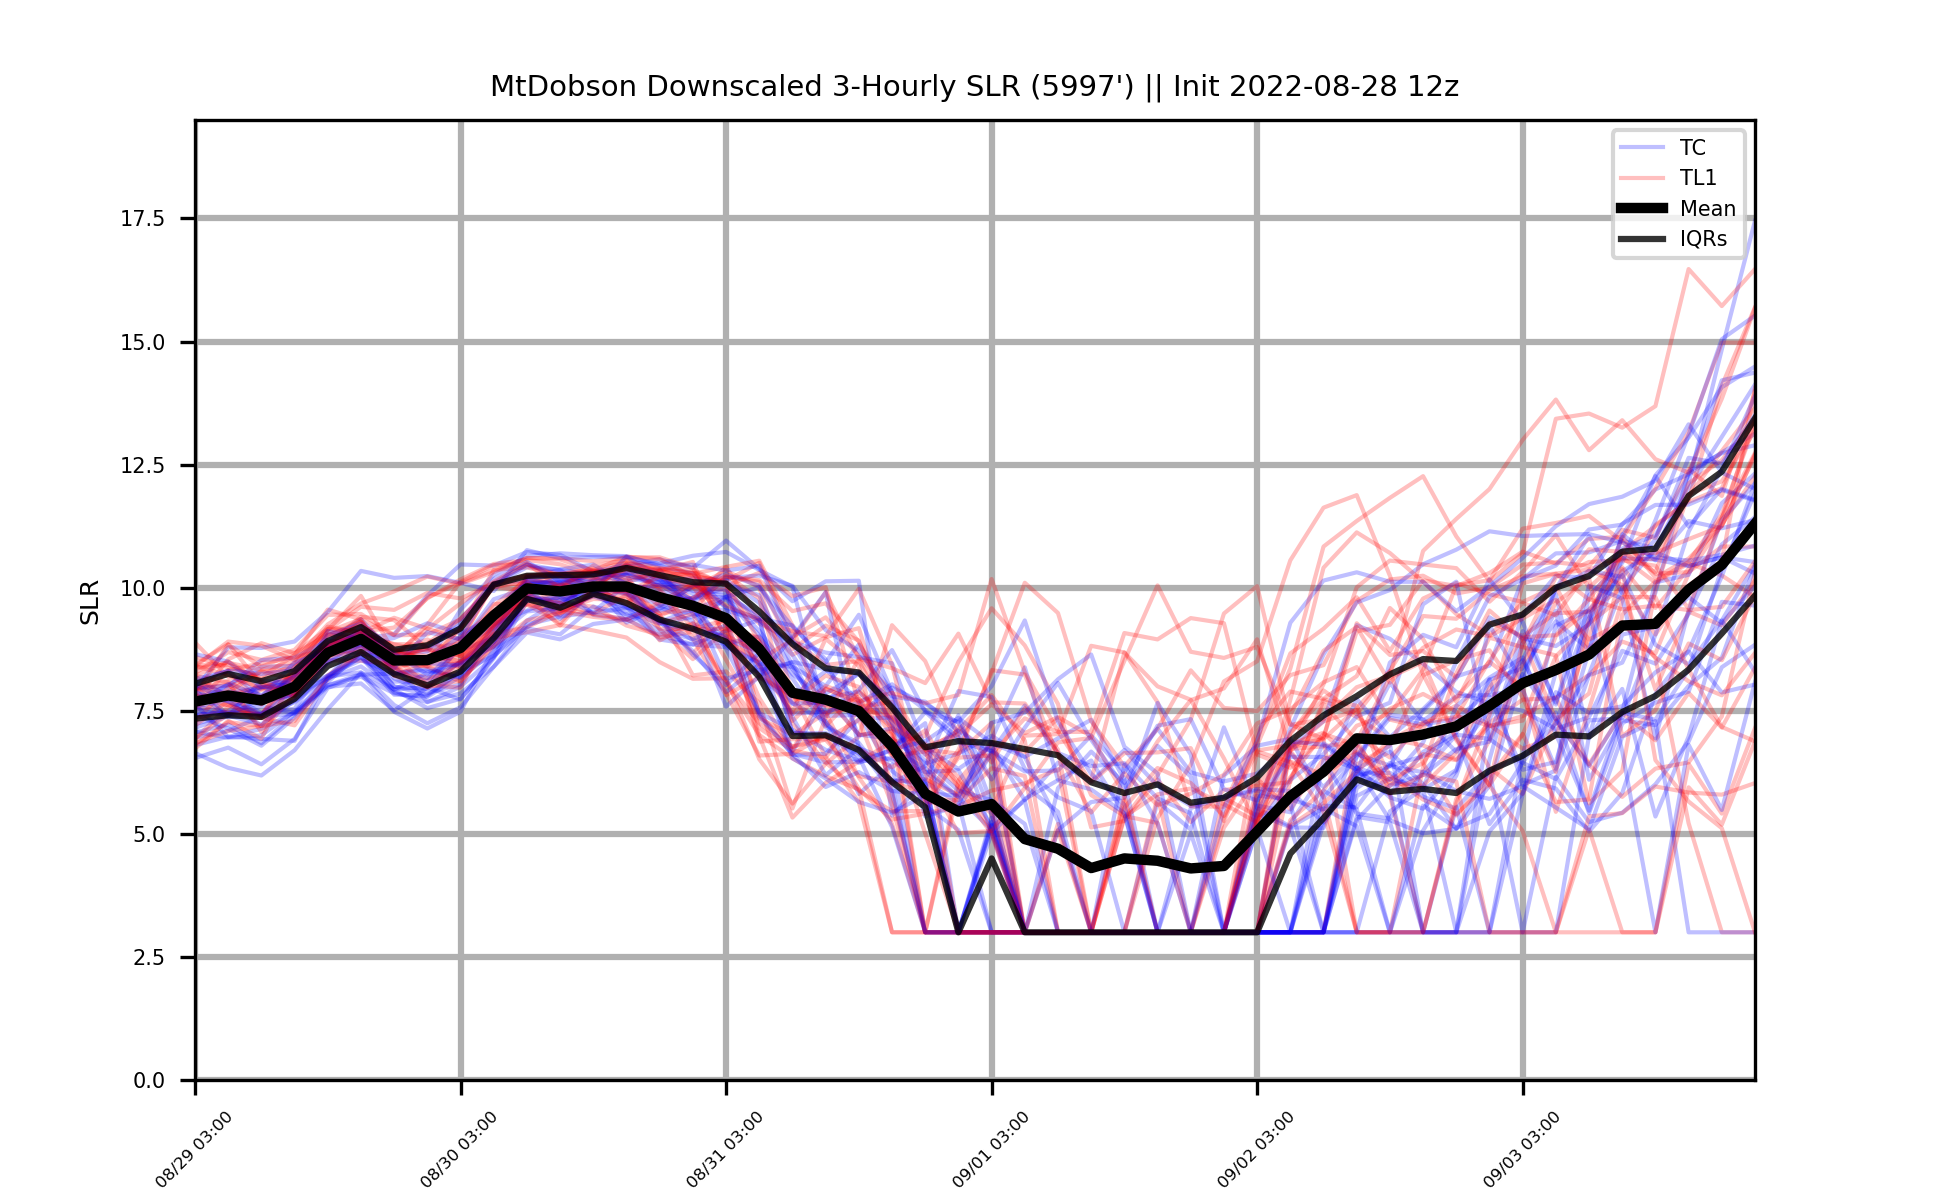 MtDobson Downscaled 3-Hourly SLR (5997') || Init 2022-08-28 12z
TC
TL1
Mean
IQRs
SLR
17.5
15.0
12.5
10.0
7.5
5.0
2.5
0.0
08/29 03:00
08/30 03:00
08/31 03:00
09/01 03:00
09/02 03:00
09/03 03:00